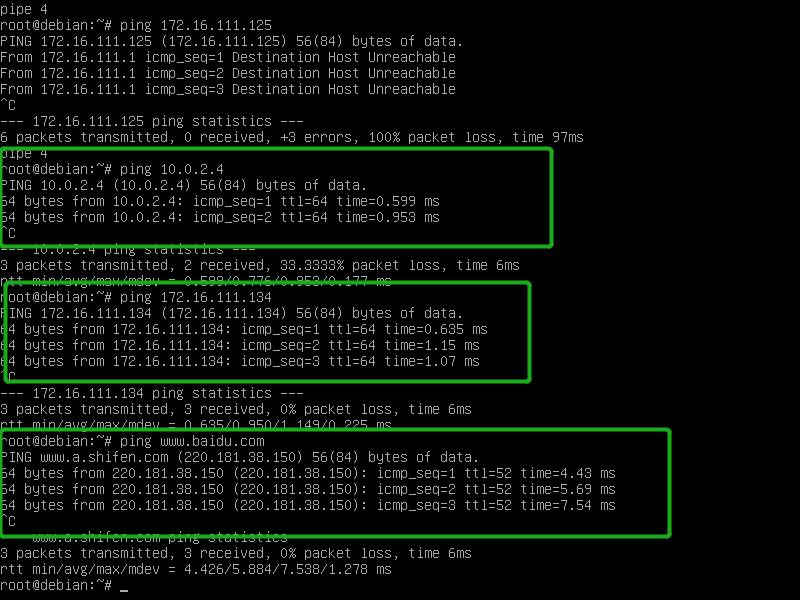 pipe 4
root@debian:~# ping 172.16.111.125
PING 172.16.111.125 (172.16.111.125) 56(84) bytes of data.
From 172.16.111.1 icmp_seq=1 Destination Host Unreachable
From 172.16.111.1 icmp_seq=2 Destination Host Unreachable
From 172.16.111.1 icmp_seq=3 Destination Host Unreachable
^C
--- 172.16.111.125 ping statistics ---
6 packets transmitted, 0 received, +3 errors, 100% packet loss, time 97ms
pipe 4
root@debian:~# ping 10.0.2.4
PING 10.0.2.4 (10.0.2.4) 56(84) bytes of data.
64 bytes from 10.0.2.4: icmp_seq=1 ttl=64 time=0.599 ms
64 bytes from 10.0.2.4: icmp_seq=2 ttl=64 time=0.953 ms
^C
--- 10.0.2.4 ping statistics ---
3 packets transmitted, 2 received, 33.3333% packet loss, time 6ms
rtt min/avg/max/mdev = 0.599/0.776/0.953/0.177 ms
root@debian:~# ping 172.16.111.134
PING 172.16.111.134 (172.16.111.134) 56(84) bytes of data.
64 bytes from 172.16.111.134: icmp_seq=1 ttl=64 time=0.635 ms
64 bytes from 172.16.111.134: icmp_seq=2 ttl=64 time=1.15 ms
64 bytes from 172.16.111.134: icmp_seq=3 ttl=64 time=1.07 ms
^C
--- 172.16.111.134 ping statistics ---
3 packets transmitted, 3 received, 0% packet loss, time 6ms
rtt min/avg/max/mdev = 0.635/0.950/1.149/0.225 ms
root@debian:~# ping www.baidu.com
PING www.a.shifen.com (220.181.38.150) 56(84) bytes of data.
64 bytes from 220.181.38.150 (220.181.38.150): icmp_seq=1 ttl=52 time=4.43 ms
64 bytes from 220.181.38.150 (220.181.38.150): icmp_seq=2 ttl=52 time=5.69 ms
64 bytes from 220.181.38.150 (220.181.38.150): icmp_seq=3 ttl=52 time=7.54 ms
^C
www.a.shifen.com ping statistics
3 packets transmitted, 3 received, 0% packet loss, time 6ms
rtt min/avg/max/mdev = 4.426/5.884/7.538/1.278 ms
root@debian:~# _